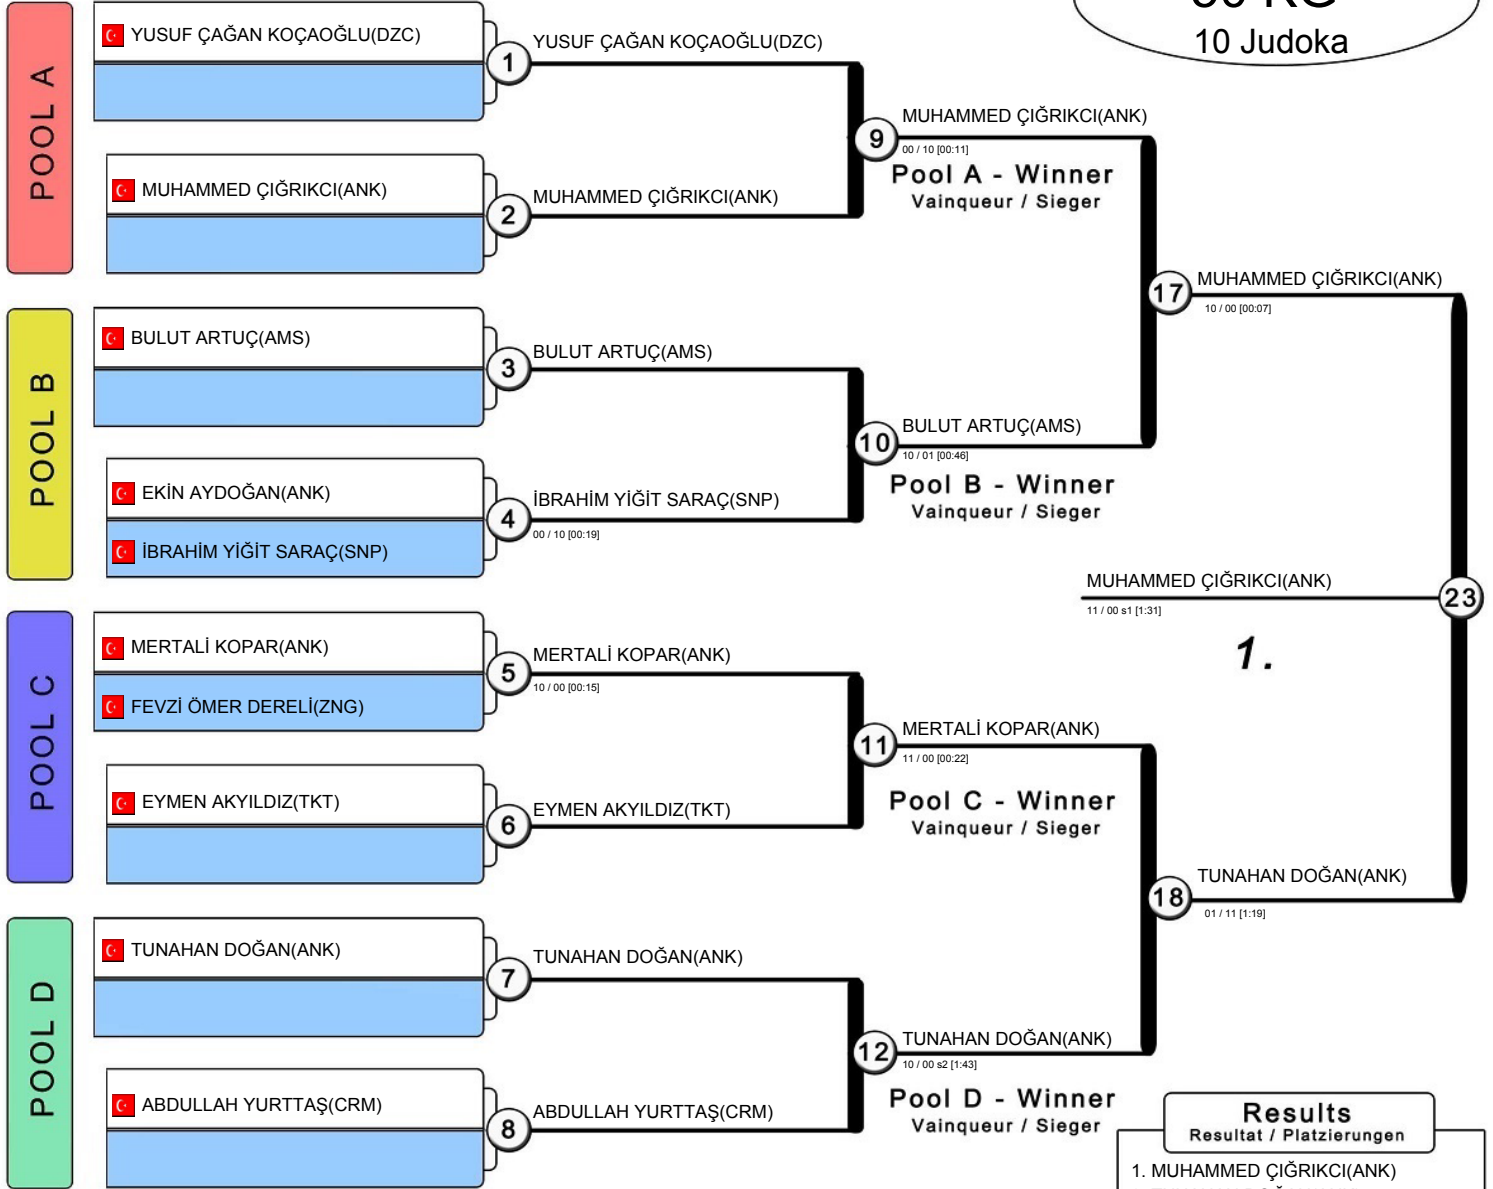 10 Judoka
POOL A
YUSUF ÇAĞAN KOÇAOĞLU(DZC)
1
YUSUF ÇAĞAN KOÇAOĞLU(DZC)
MUHAMMED ÇIĞRIKCI(ANK)
2
MUHAMMED ÇIĞRIKCI(ANK)
9
MUHAMMED ÇIĞRIKCI(ANK)
00 / 10 [00:11]
Pool A - Winner
Vainqueur / Sieger
POOL B
BULUT ARTUÇ(AMS)
3
BULUT ARTUÇ(AMS)
EKİN AYDOĞAN(ANK)
İBRAHİM YİĞİT SARAÇ(SNP)
4
İBRAHİM YİĞİT SARAÇ(SNP)
00 / 10 [00:19]
10
BULUT ARTUÇ(AMS)
10 / 01 [00:46]
Pool B - Winner
Vainqueur / Sieger
17
MUHAMMED ÇIĞRIKCI(ANK)
10 / 00 [00:07]
POOL C
MERTALİ KOPAR(ANK)
FEVZİ ÖMER DERELİ(ZNG)
5
MERTALİ KOPAR(ANK)
10 / 00 [00:15]
EYMEN AKYILDIZ(TKT)
6
EYMEN AKYILDIZ(TKT)
11
MERTALİ KOPAR(ANK)
11 / 00 [00:22]
Pool C - Winner
Vainqueur / Sieger
POOL D
TUNAHAN DOĞAN(ANK)
7
TUNAHAN DOĞAN(ANK)
ABDULLAH YURTTAŞ(CRM)
8
ABDULLAH YURTTAŞ(CRM)
12
TUNAHAN DOĞAN(ANK)
10 / 00 s2 [1:43]
Pool D - Winner
Vainqueur / Sieger
18
TUNAHAN DOĞAN(ANK)
01 / 11 [1:19]
23
MUHAMMED ÇIĞRIKCI(ANK)
11 / 00 s1 [1:31]
1.
Results
Resultat / Platzierungen
1. MUHAMMED ÇIĞRIKCI(ANK)